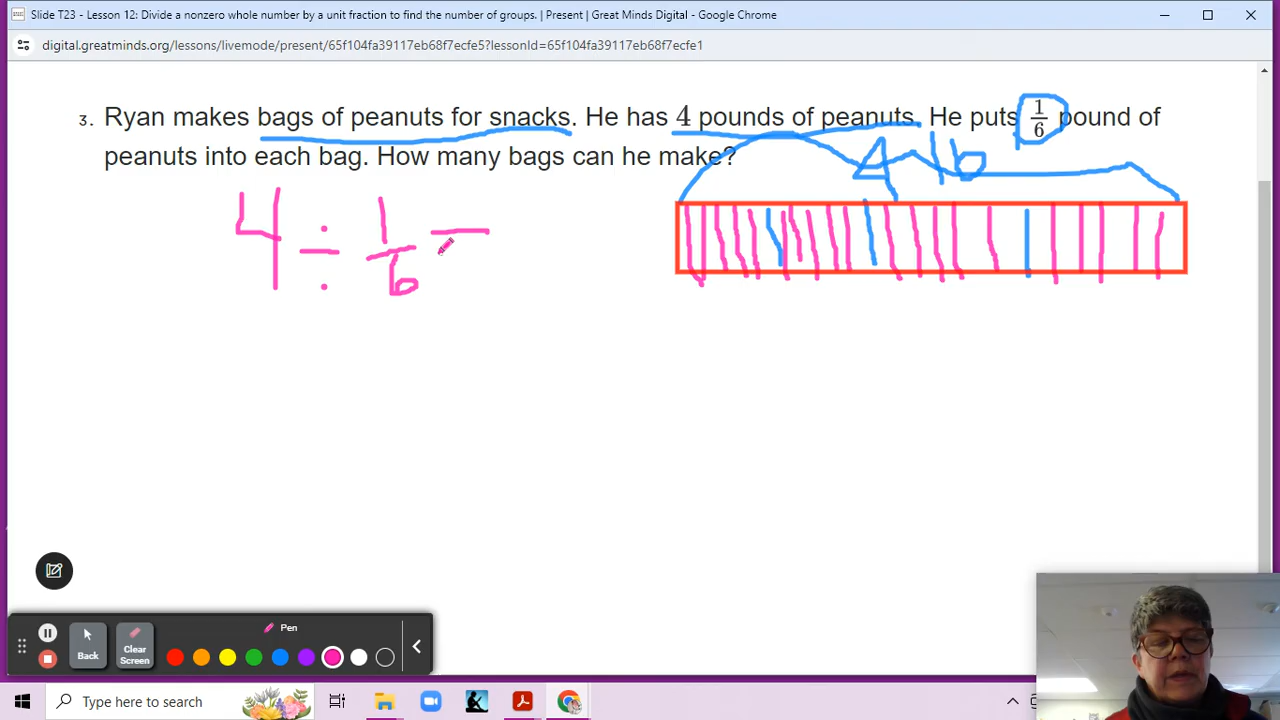 Slide T23 - Lesson 12: Divide a nonzero whole number by a unit fraction to find the number of groups. | Present | Great Minds Digital - Google Chrome
digital.greatminds.org/lessons/livemode/present/65f104fa39117eb68f7ecfe5?lessonId=65f104fa39117eb68f7ecfe1
3. Ryan makes bags of peanuts for snacks. He has 4 pounds of peanuts. He puts 1/6 pound of
peanuts into each bag. How many bags can he make?
4 lb
4 ÷ 1/6
Pen
Back
Clear Screen
Type here to search